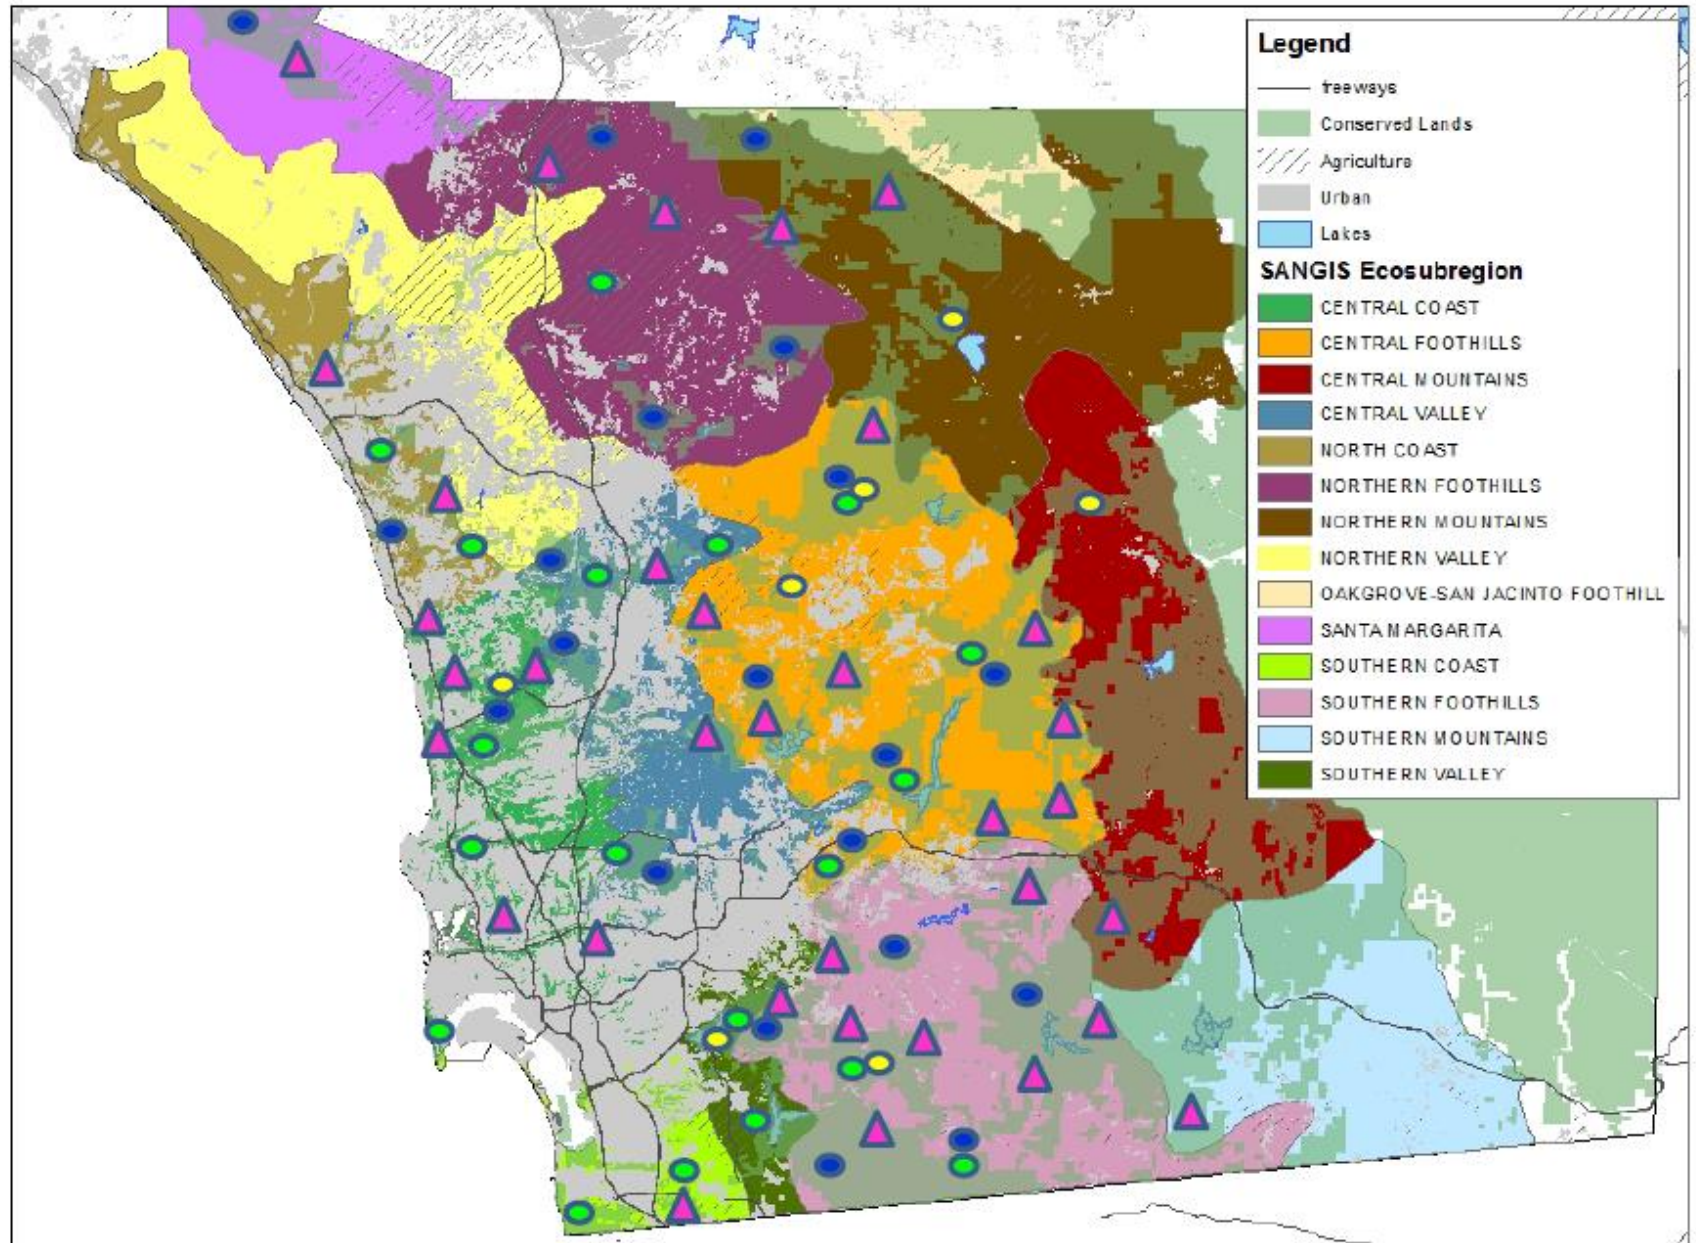 Legend
freeways
Conserved Lands
Agriculture
Urban
Lakes
SANGIS Ecosubregion
CENTRAL COAST
CENTRAL FOOTHILLS
CENTRAL MOUNTAINS
CENTRAL VALLEY
NORTH COAST
NORTHERN FOOTHILLS
NORTHERN MOUNTAINS
NORTHERN VALLEY
OAKGROVE-SAN JACINTO FOOTHILL
SANTA MARGARITA
SOUTHERN COAST
SOUTHERN FOOTHILLS
SOUTHERN MOUNTAINS
SOUTHERN VALLEY